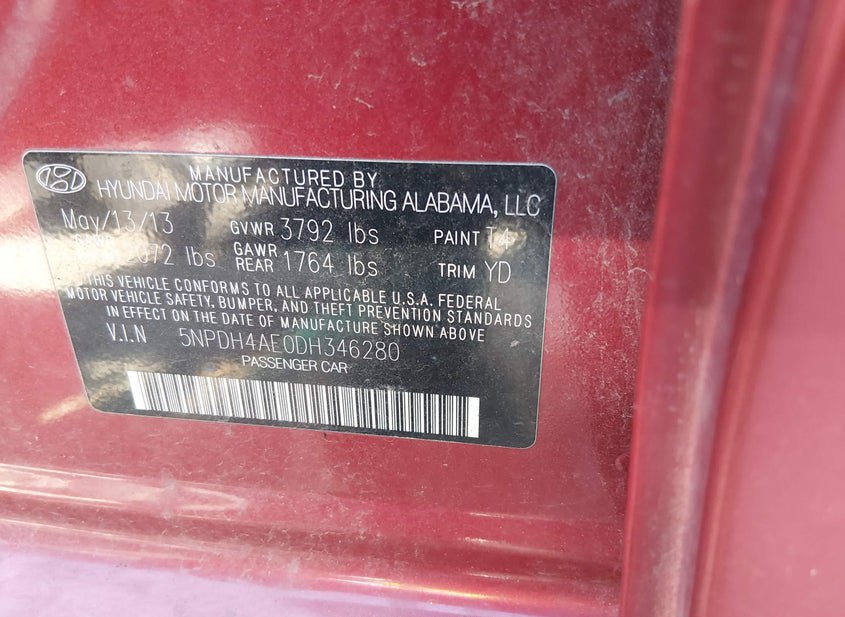 MANUFACTURED BY
HYUNDAI MOTOR MANUFACTURING ALABAMA, LLC
May/13/13 GVWR 3792 lbs PAINT T4
lbs GAWR REAR 1764 lbs TRIM YD
THIS VEHICLE CONFORMS TO ALL APPLICABLE U.S.A. FEDERAL
MOTOR VEHICLE SAFETY, BUMPER, AND THEFT PREVENTION STANDARDS
IN EFFECT ON THE DATE OF MANUFACTURE SHOWN ABOVE
V.I.N 5NPDH4AE0DH346280
PASSENGER CAR